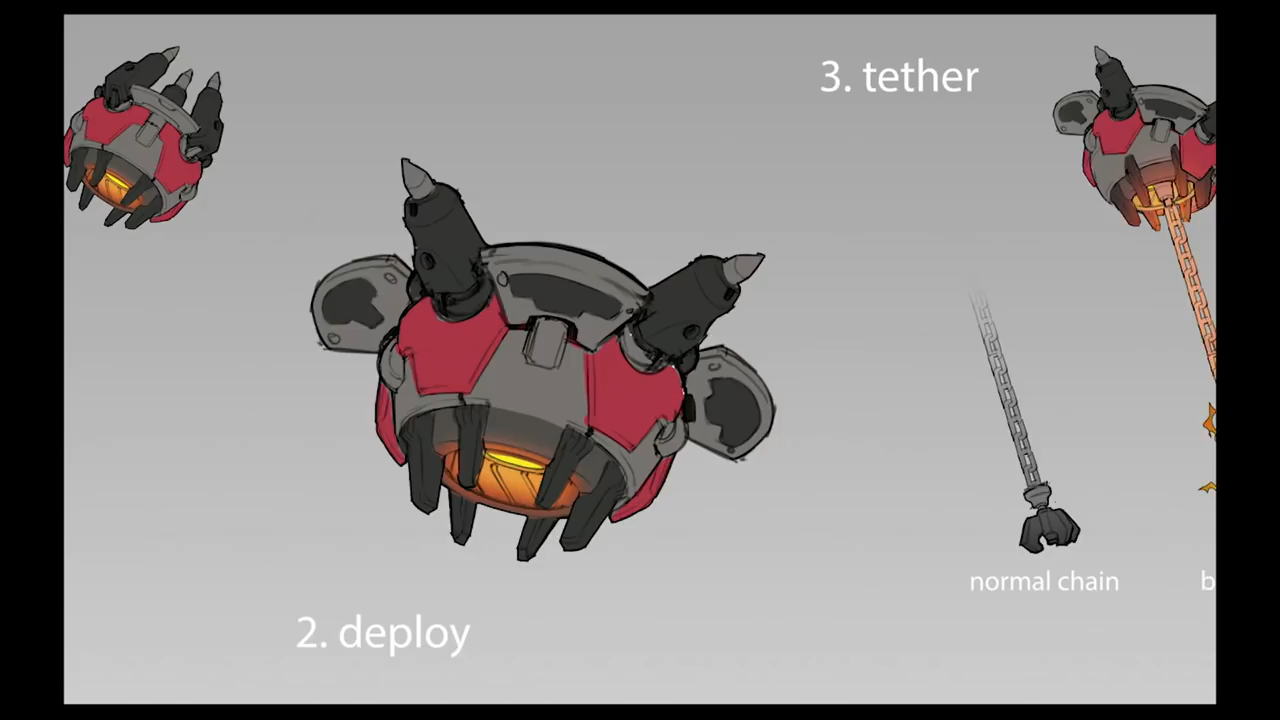 3. tether
normal chain
b
2. deploy